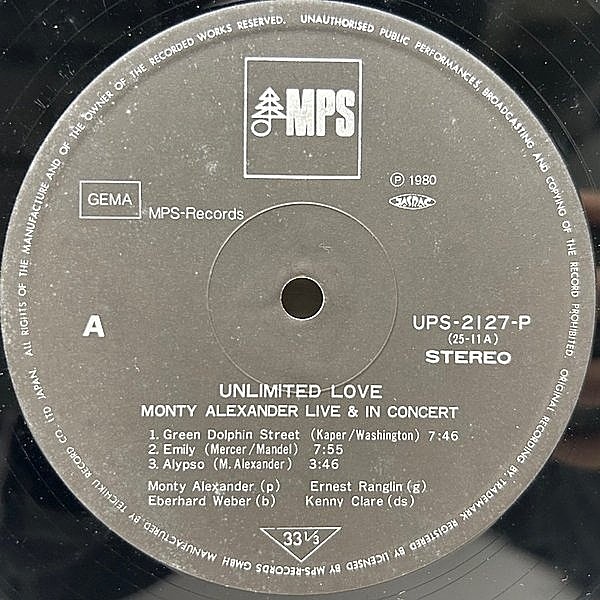 ALL RIGHTS OF THE MANUFACTURE AND OF THE OWNER OF THE RECORDED WORKS RESERVED. UNAUTHORISED PUBLIC PERFORMANCES, BROADCASTING AND COPYING OF THE RECORD PROHIBITED.
MPS
GEMA
MPS-Records
Ⓟ 1980
JASRAC
A
UPS-2127-P
(25-11A)
STEREO
UNLIMITED LOVE
MONTY ALEXANDER LIVE & IN CONCERT
1. Green Dolphin Street (Kaper/Washington) 7:46
2. Emily (Mercer/Mandel) 7:55
3. Alypso (M. Alexander) 3:46
Monty Alexander (p) Ernest Ranglin (g)
Eberhard Weber (b) Kenny Clare (ds)
33 1/3
ORIGINAL RECORDING BY TRADEMARK REGISTERED BY LICENSED BY MPS-RECORDS GMBH MANUFACTURED BY TEICHIKU RECORD CO. LTD JAPAN.